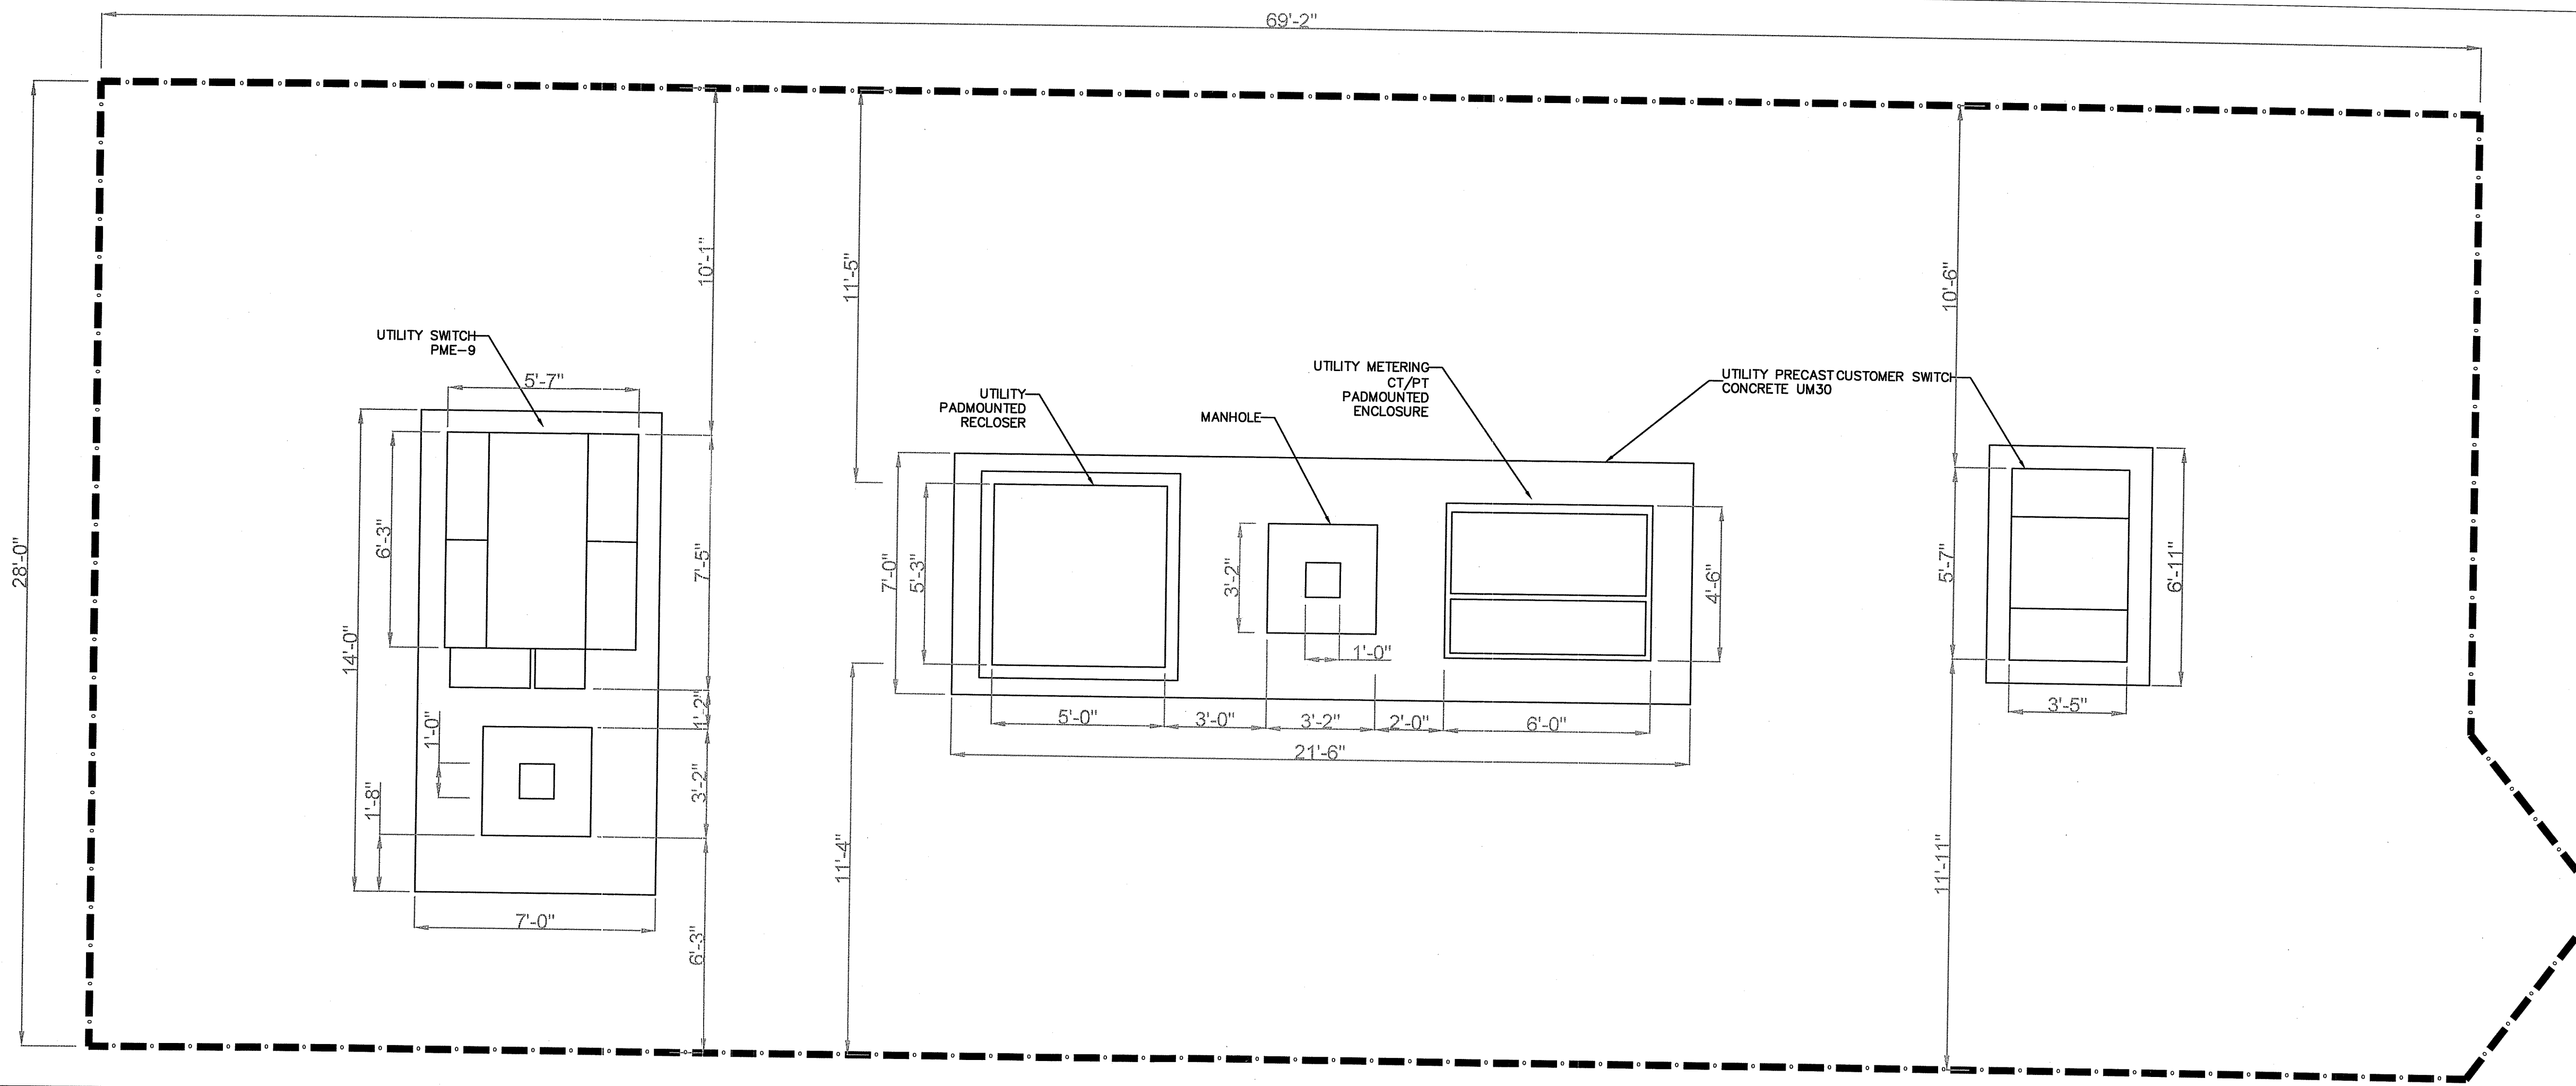 69'-2"
10'-1"
11'-5"
10'-6"
UTILITY SWITCH
PME-9
5'-7"
UTILITY
PADMOUNTED
RECLOSER
MANHOLE
UTILITY METERING
CT/PT
PADMOUNTED
ENCLOSURE
UTILITY PRECAST CUSTOMER SWITCH
CONCRETE UM30
28'-0"
14'-0"
6'-3"
7'-5"
7'-0"
5'-3"
3'-2"
1'-0"
4'-6"
5'-7"
6'-11"
3'-5"
1'-2"
1'-0"
3'-2"
1'-8"
5'-0"
3'-0"
3'-2"
2'-0"
6'-0"
21'-6"
7'-0"
6'-3"
11'-4"
11'-11"